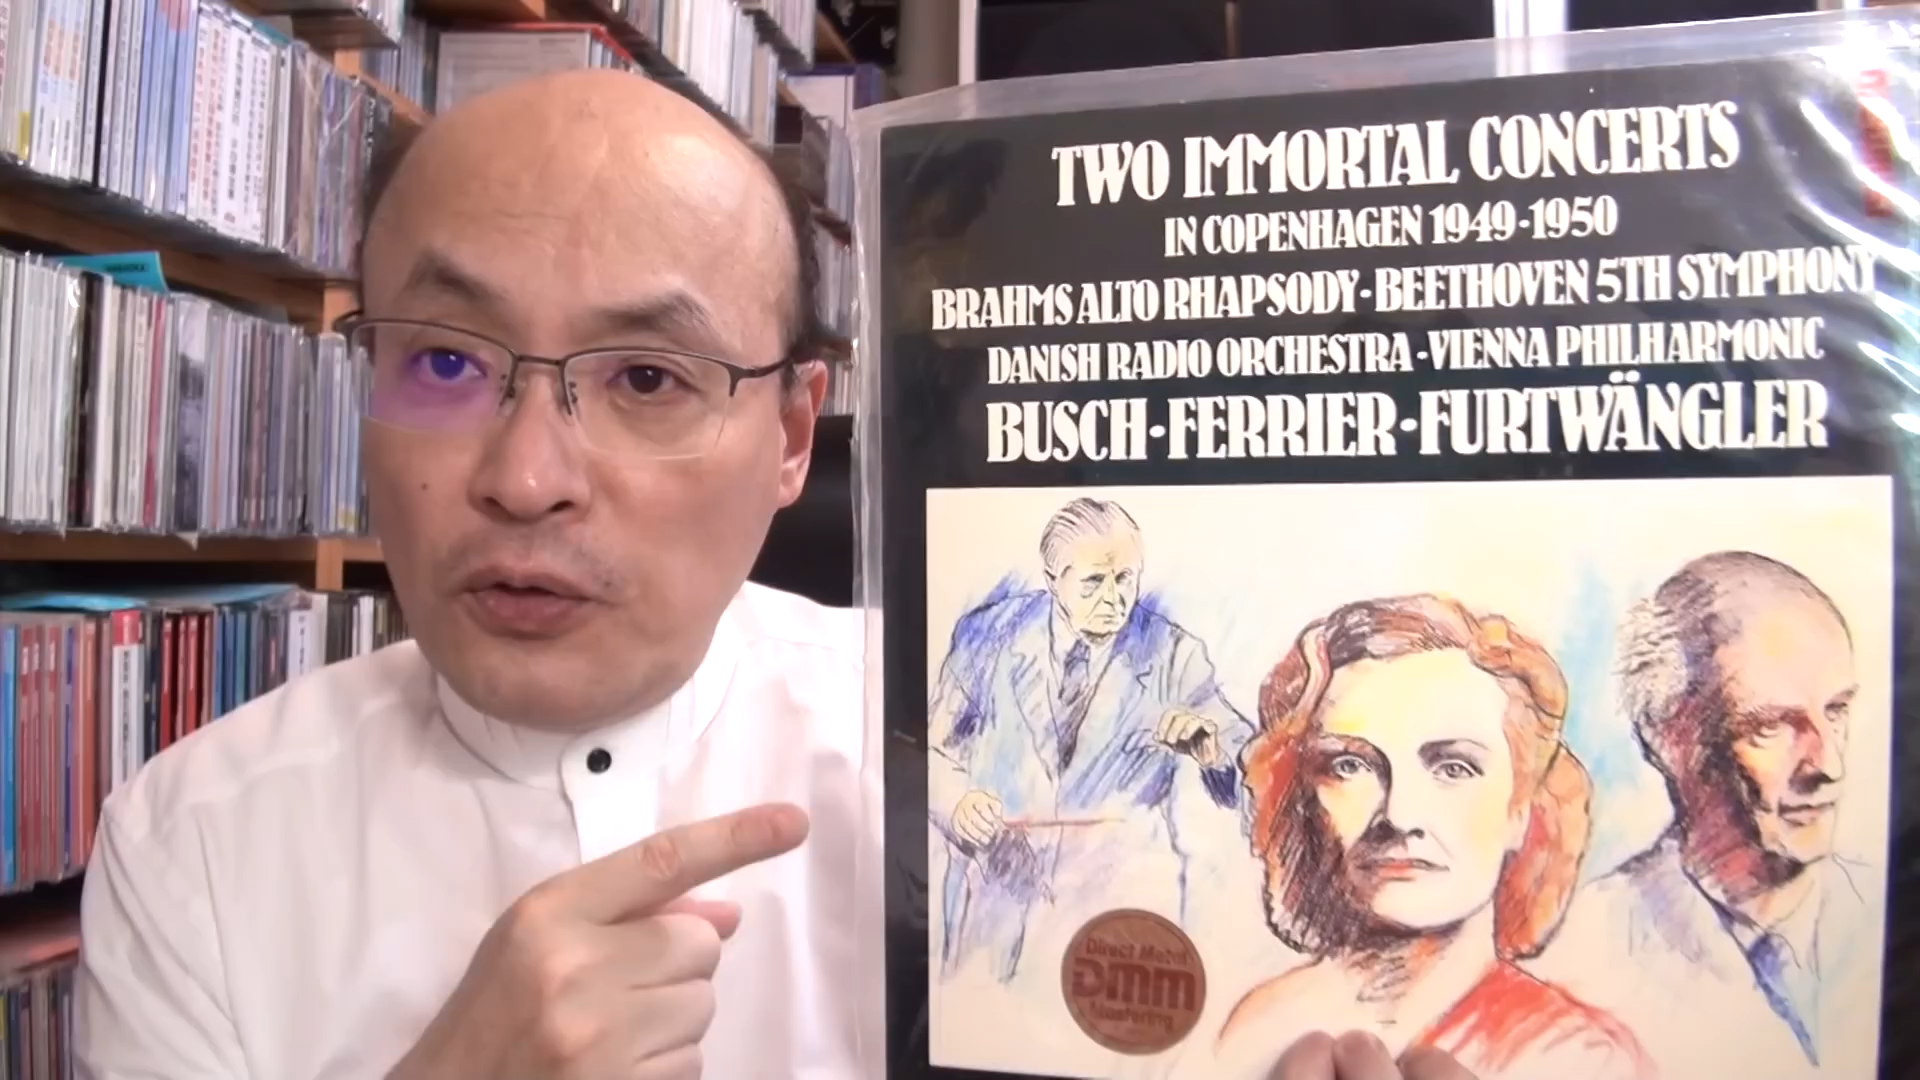 TWO IMMORTAL CONCERTS
IN COPENHAGEN 1949-1950
BRAHMS ALTO RHAPSODY·BEETHOVEN 5TH SYMPHONY
DANISH RADIO ORCHESTRA·VIENNA PHILHARMONIC
BUSCH·FERRIER·FURTWÄNGLER
Direct Metal
DMM
Mastering